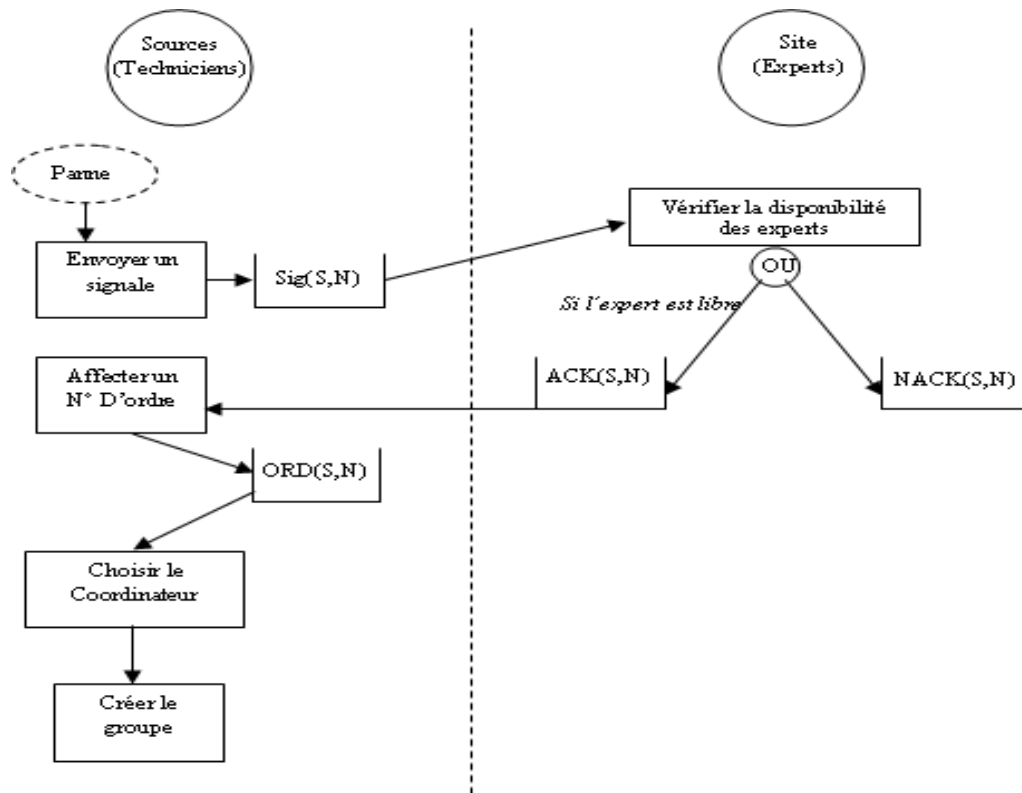 Sources
(Techniciens)
Site
(Experts)
Panne
Vérifier la disponibilité
des experts
Envoyer un
signale
Sig(S,N)
OU
Si l'expert est libre
Affecter un
N° D'ordre
ACK(S,N)
NACK(S,N)
ORD(S,N)
Choisir le
Coordinateur
Créer le
groupe